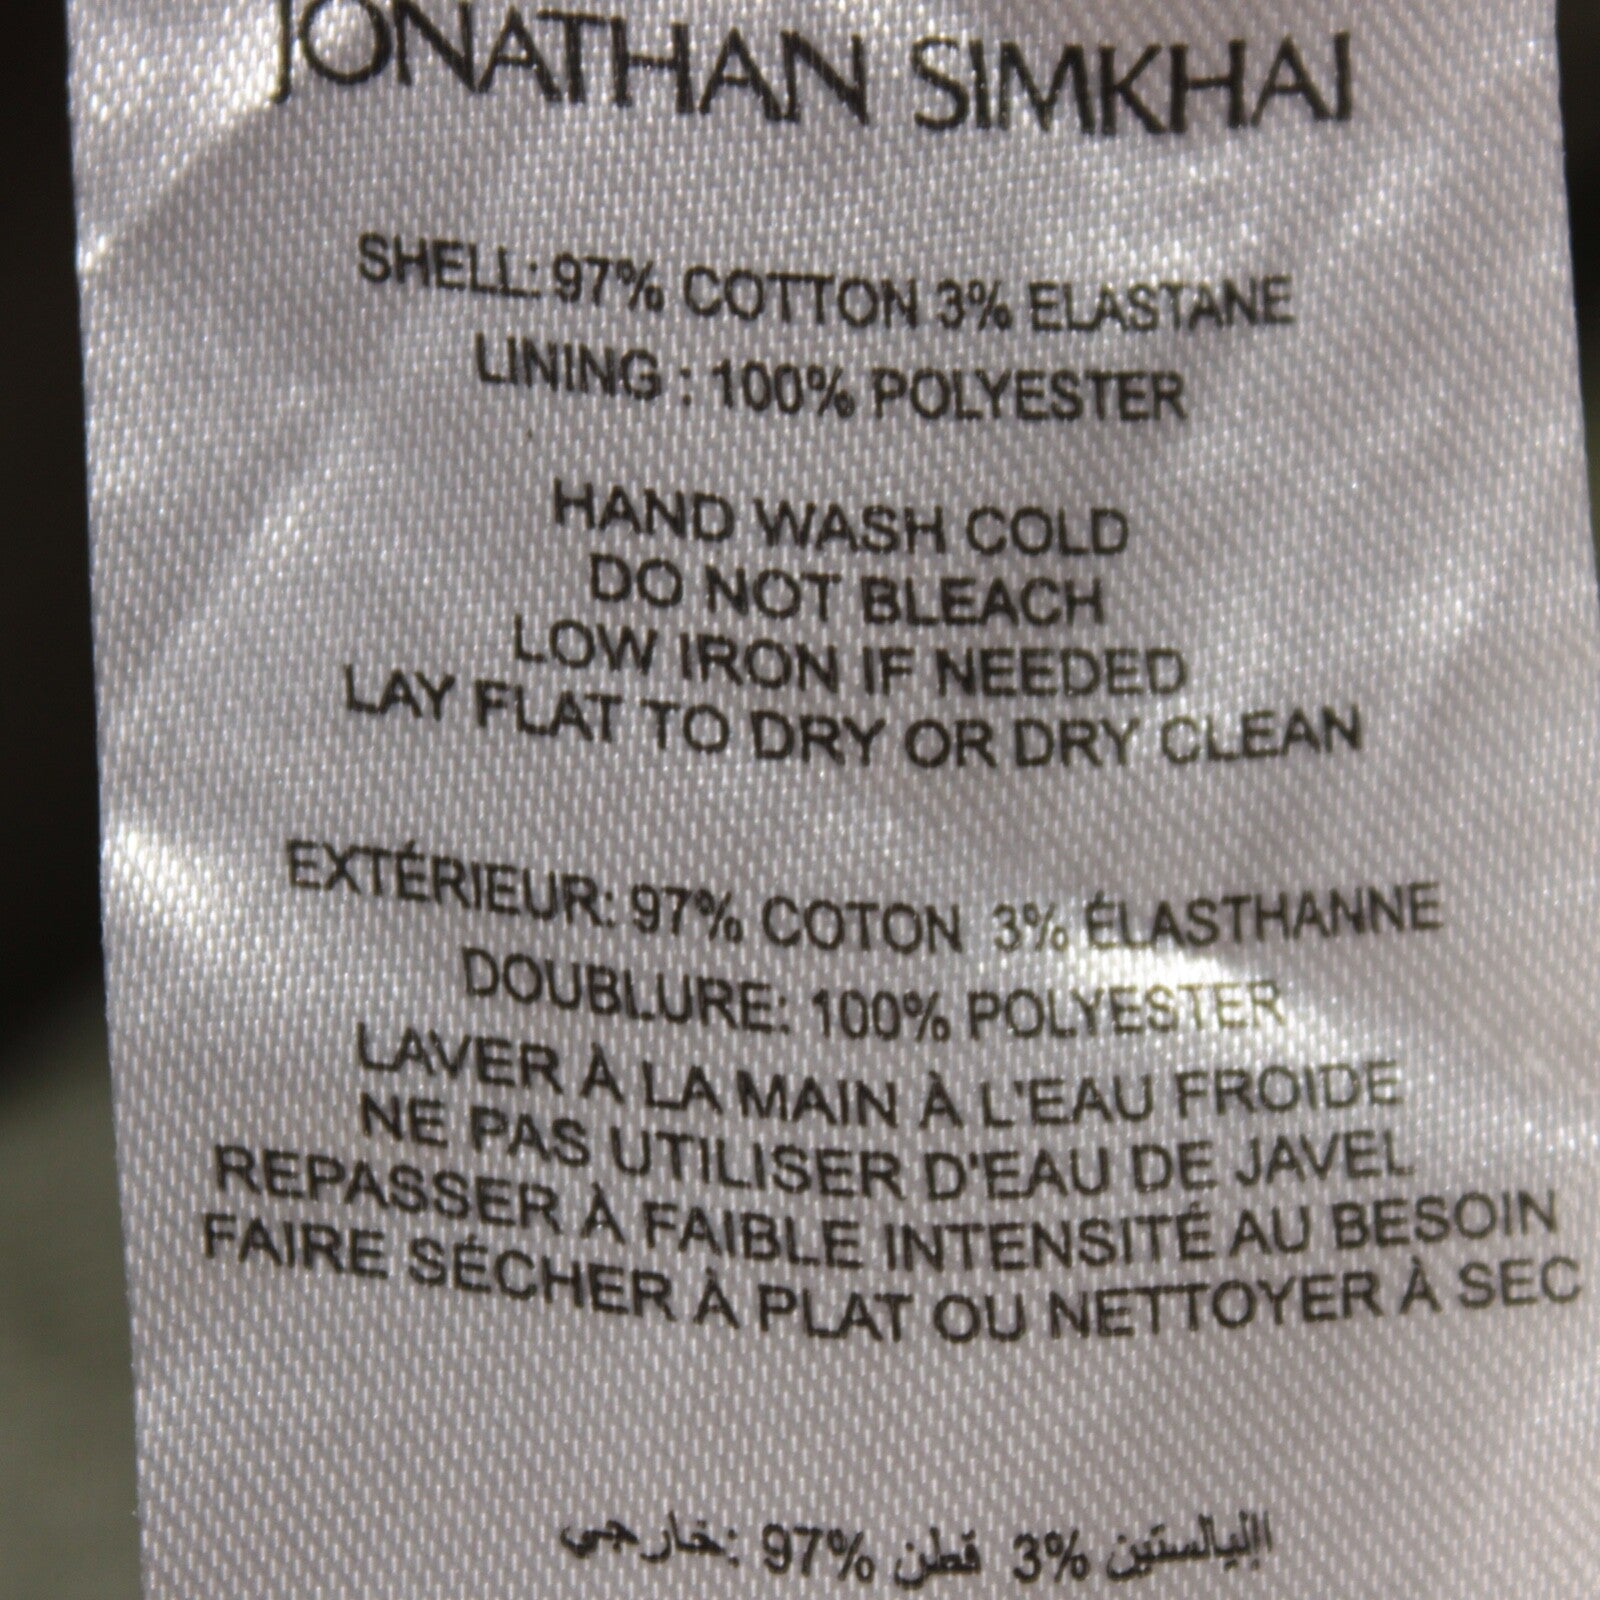 JONATHAN SIMKHAI
SHELL: 97% COTTON 3% ELASTANE
LINING : 100% POLYESTER
HAND WASH COLD
DO NOT BLEACH
LOW IRON IF NEEDED
LAY FLAT TO DRY OR DRY CLEAN
EXTÉRIEUR: 97% COTON 3% ÉLASTHANNE
DOUBLURE: 100% POLYESTER
LAVER À LA MAIN À L'EAU FROIDE
NE PAS UTILISER D'EAU DE JAVEL
REPASSER À FAIBLE INTENSITÉ AU BESOIN
FAIRE SÉCHER À PLAT OU NETTOYER À SEC
خارجي: 97% قطن 3%